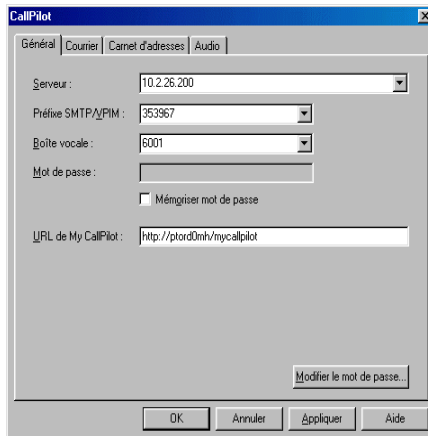 CallPilot
Général Courrier Carnet d'adresses Audio
Serveur : 10.2.26.200
Préfixe SMTP/VPIM : 353967
Boîte vocale : 6001
Mot de passe :
Mémoriser mot de passe
URL de My CallPilot : http://ptord0mh/mycallpilot
Modifier le mot de passe...
OK Annuler Appliquer Aide